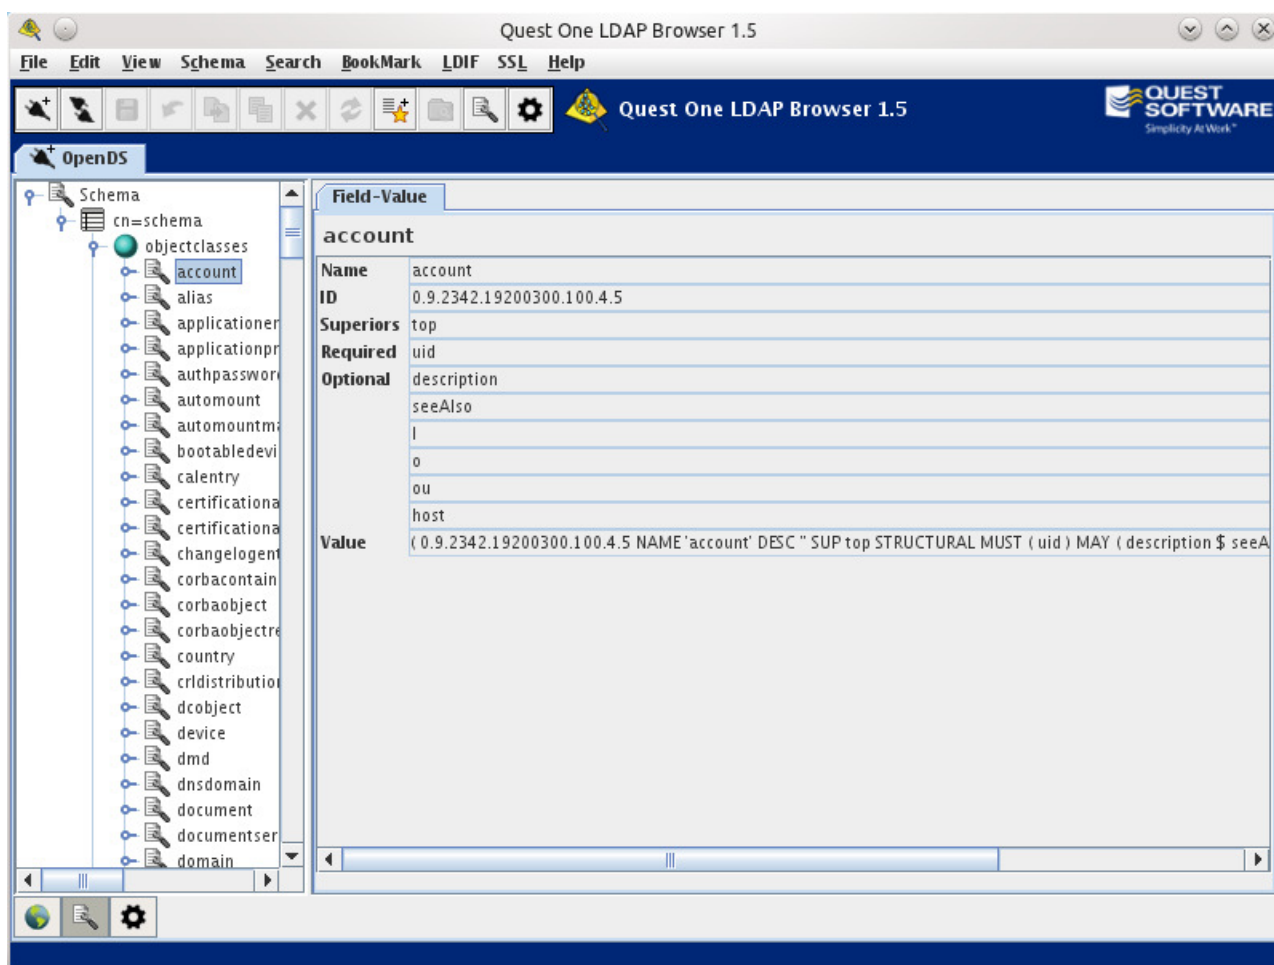 Quest One LDAP Browser 1.5
File Edit View Schema Search BookMark LDIF SSL Help
Quest One LDAP Browser 1.5
QUEST
SOFTWARE
Simplicity At Work™
OpenDS
Schema
cn=schema
objectclasses
account
alias
applicationer
applicationpr
authpassword
automount
automountma
bootabledevi
calentry
certificationa
certificationa
changelogent
corbacontain
corbaobject
corbaobjectre
country
crldistribution
dcobject
device
dmd
dnsdomain
document
documentser
domain
Field-Value
account
Name account
ID 0.9.2342.19200300.100.4.5
Superiors top
Required uid
Optional description
seeAlso
l
o
ou
host
Value ( 0.9.2342.19200300.100.4.5 NAME 'account' DESC '' SUP top STRUCTURAL MUST ( uid ) MAY ( description $ seeA